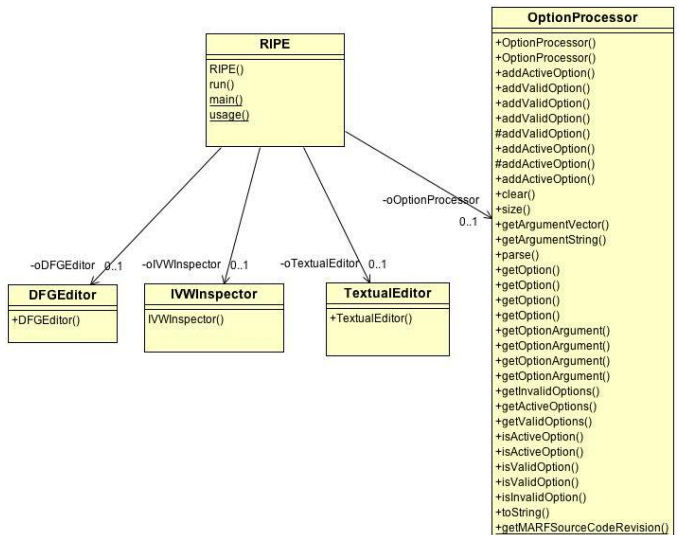 RIPE
RIPE()
run()
main()
usage()
OptionProcessor
+OptionProcessor()
+OptionProcessor()
+addActiveOption()
+addValidOption()
+addValidOption()
+addValidOption()
#addValidOption()
+addActiveOption()
#addActiveOption()
+addActiveOption()
+clear()
+size()
+getArgumentVector()
+getArgumentString()
+parse()
+getOption()
+getOption()
+getOption()
+getOption()
+getOptionArgument()
+getOptionArgument()
+getOptionArgument()
+getOptionArgument()
+getInvalidOptions()
+getActiveOptions()
+getValidOptions()
+isActiveOption()
+isActiveOption()
+isValidOption()
+isValidOption()
+isInvalidOption()
+toString()
+getMARFSourceCodeRevision()
-oOptionProcessor
0..1
-oDFGEditor 0..1
-oIVWInspector 0..1
-oTextualEditor 0..1
DFGEditor
+DFGEditor()
IVWInspector
IVWInspector()
TextualEditor
+TextualEditor()